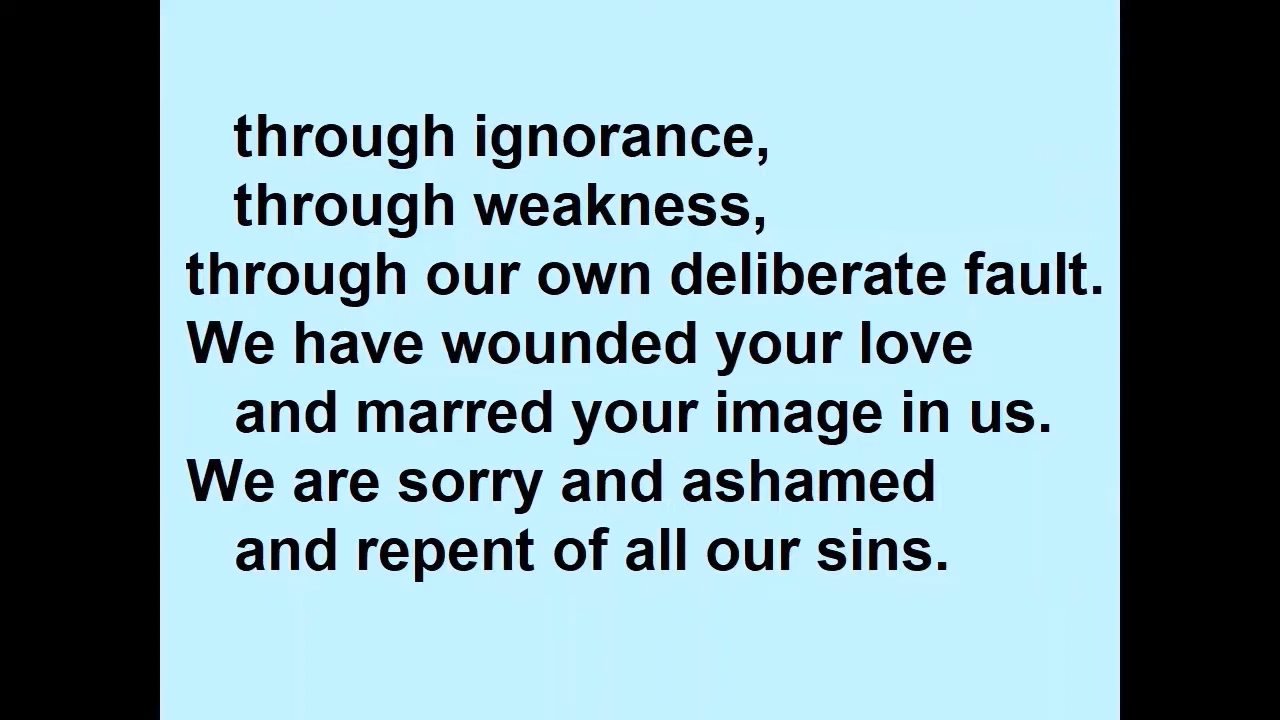 through ignorance,
through weakness,
through our own deliberate fault.
We have wounded your love
and marred your image in us.
We are sorry and ashamed
and repent of all our sins.